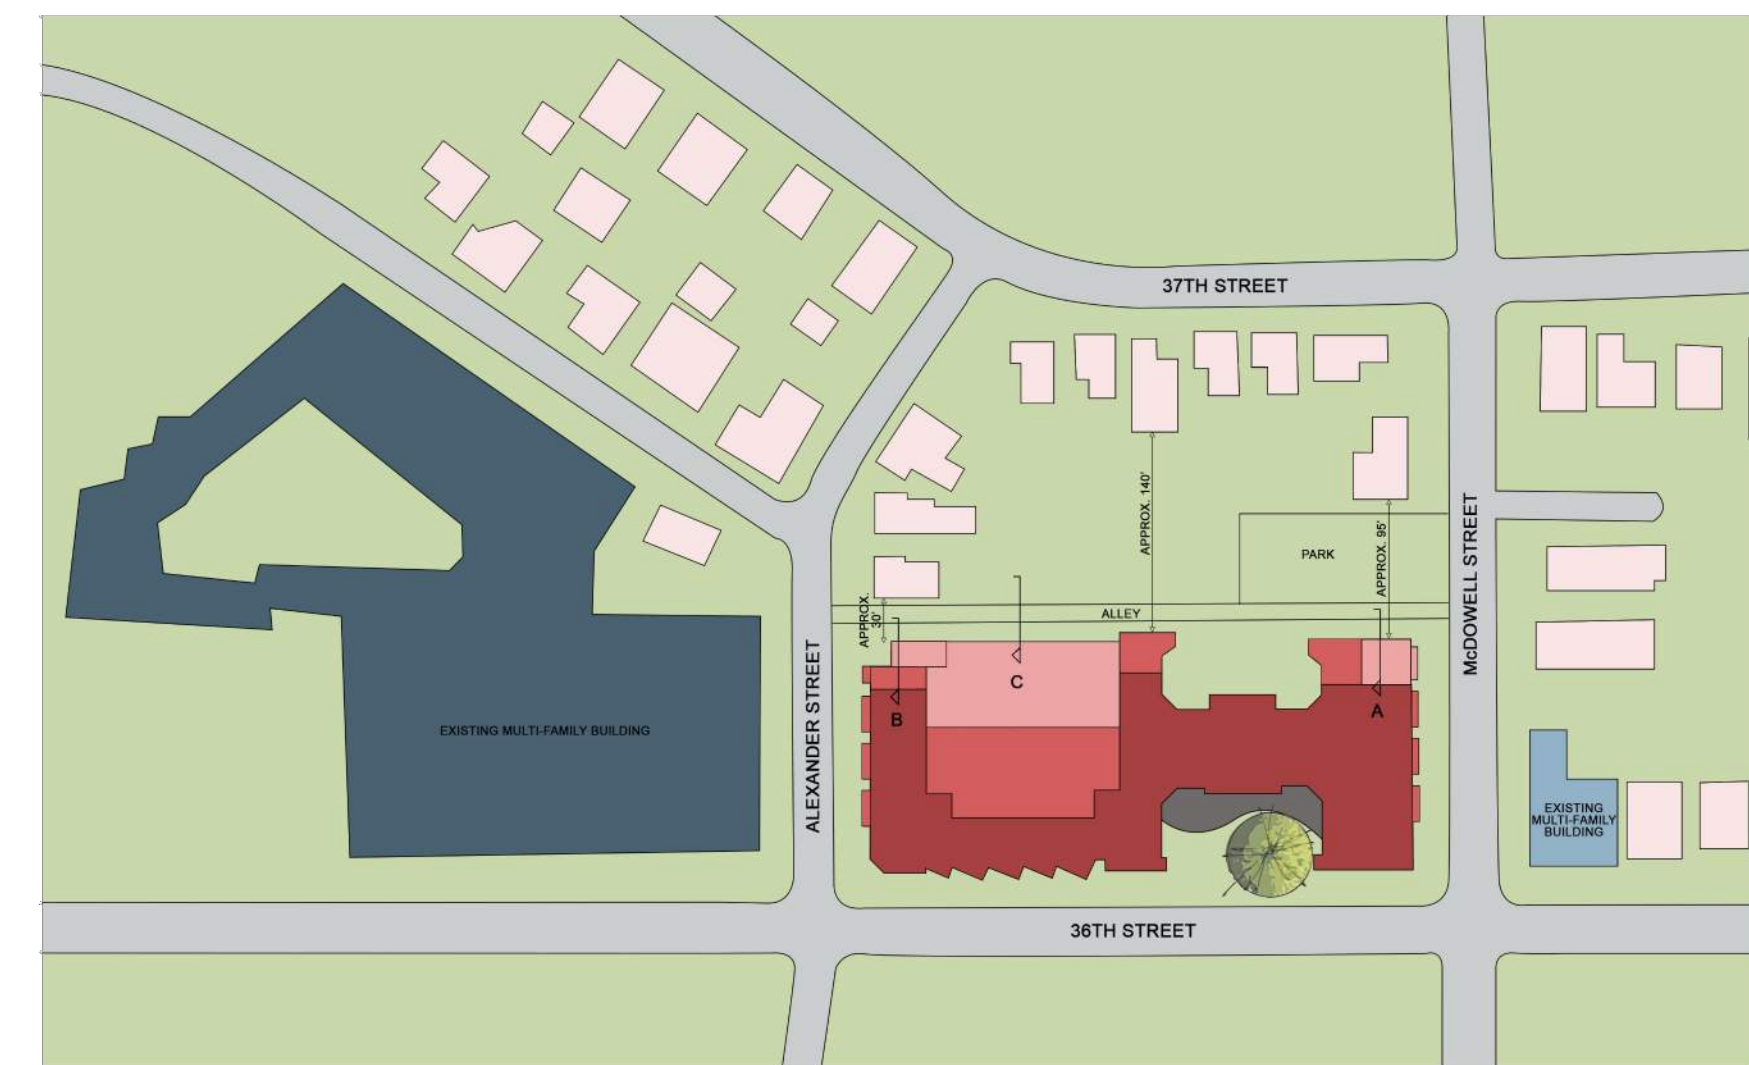 37TH STREET
APPROX. 140'
McDOWELL STREET
APPROX. 95'
PARK
APPROX.
30'
ALLEY
C
B
A
ALEXANDER STREET
EXISTING MULTI-FAMILY BUILDING
EXISTING
MULTI-FAMILY
BUILDING
36TH STREET